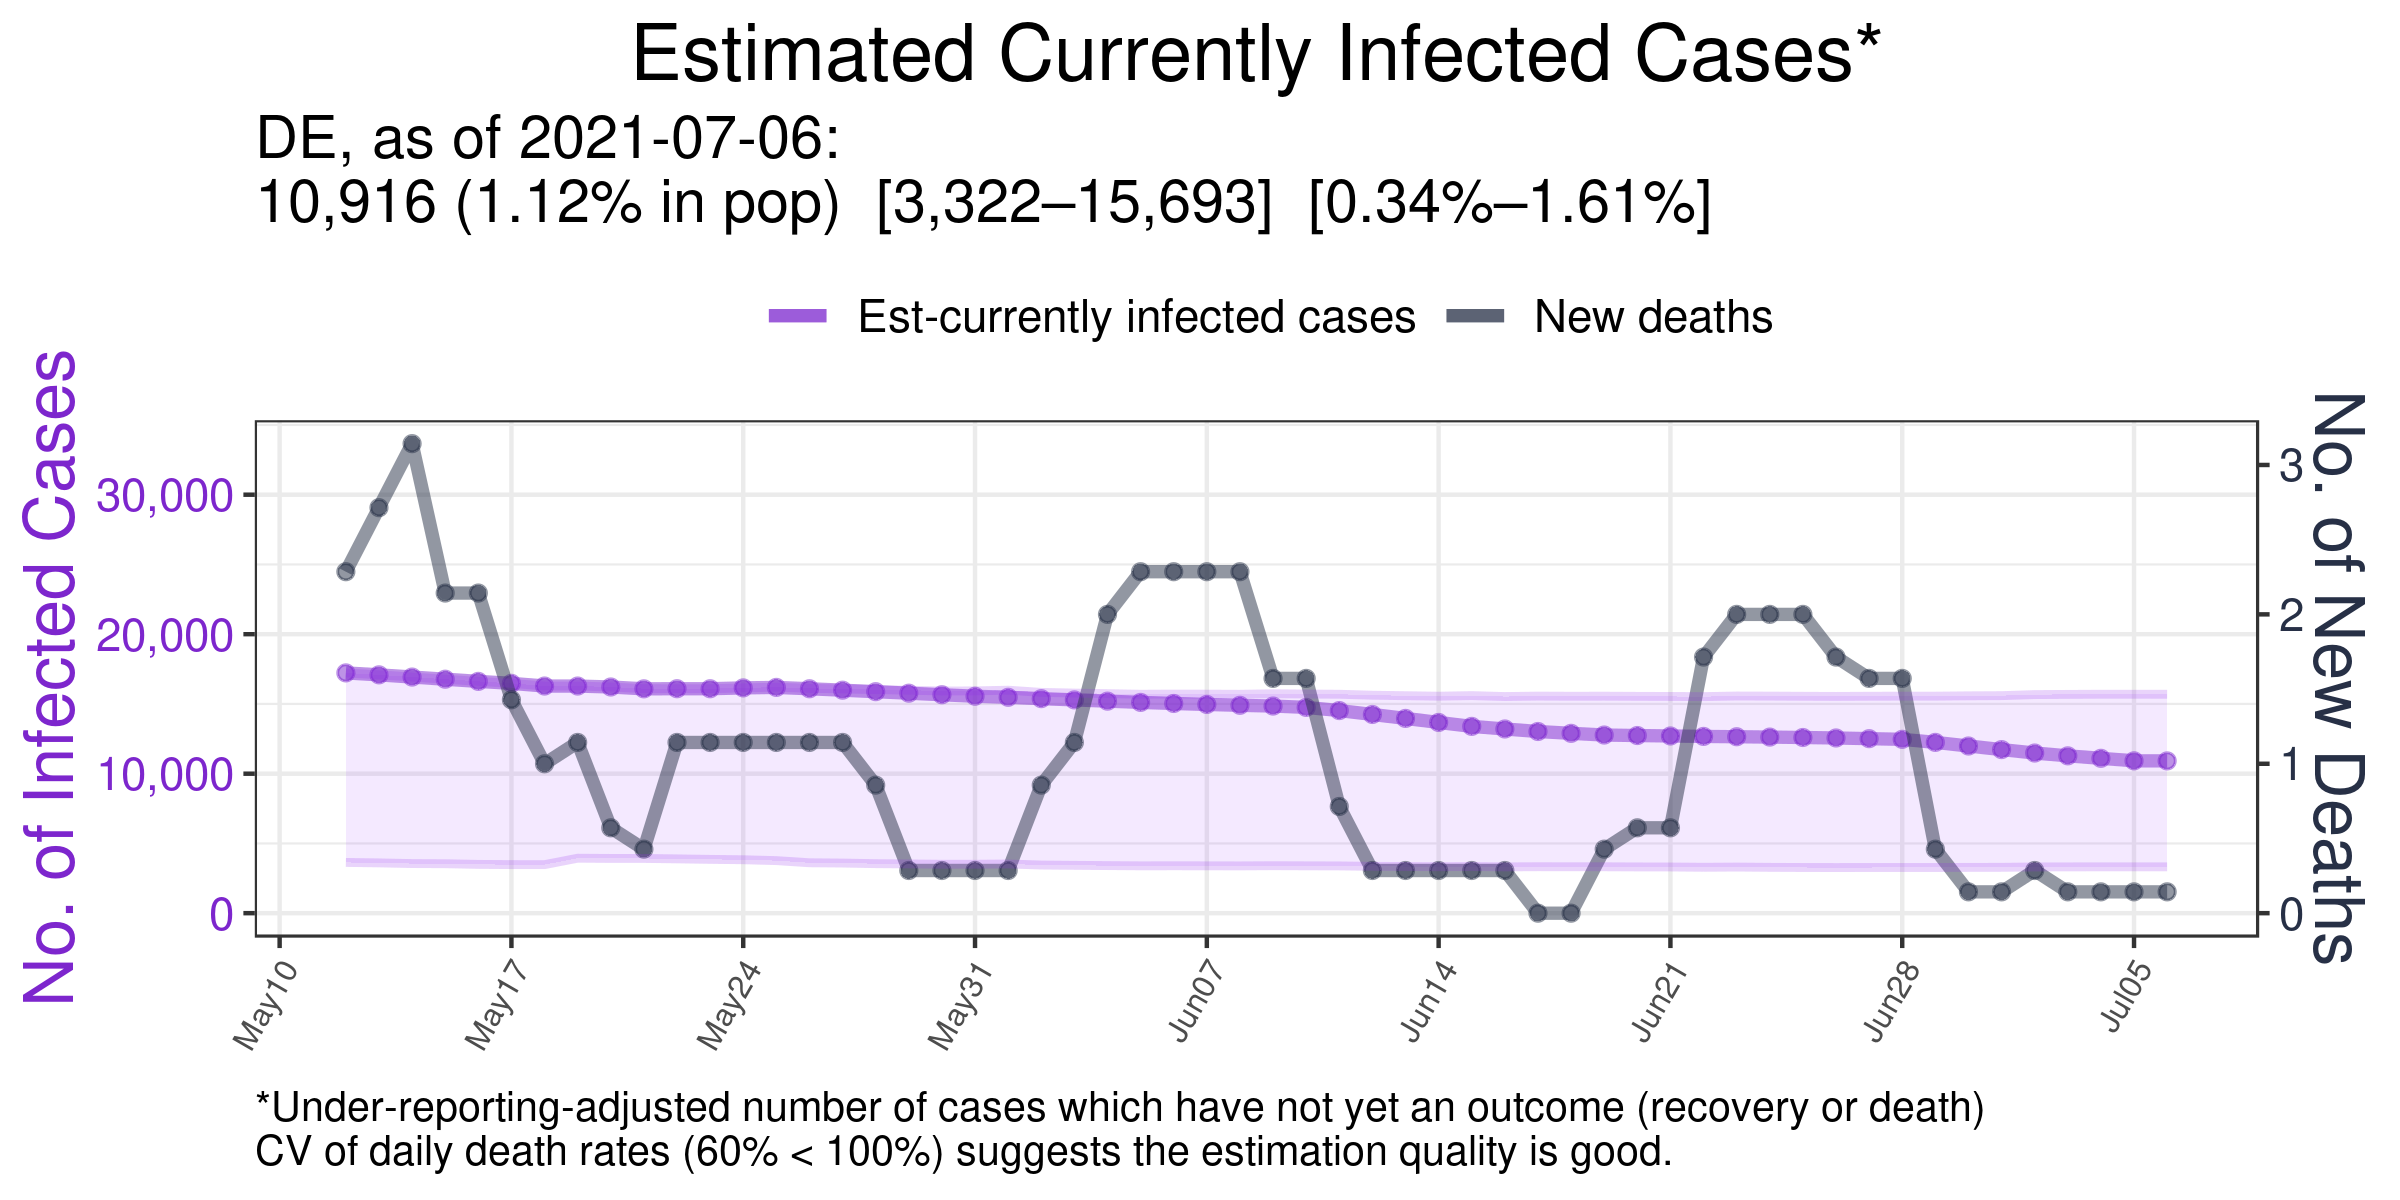 Estimated Currently Infected Cases*
DE, as of 2021-07-06:
10,916 (1.12% in pop)  [3,322–15,693]  [0.34%–1.61%]
Est-currently infected cases
New deaths
No. of Infected Cases
30,000
20,000
10,000
0
No. of New Deaths
3
2
1
0
May10
May17
May24
May31
Jun07
Jun14
Jun21
Jun28
Jul05
*Under-reporting-adjusted number of cases which have not yet an outcome (recovery or death)
CV of daily death rates (60% < 100%) suggests the estimation quality is good.